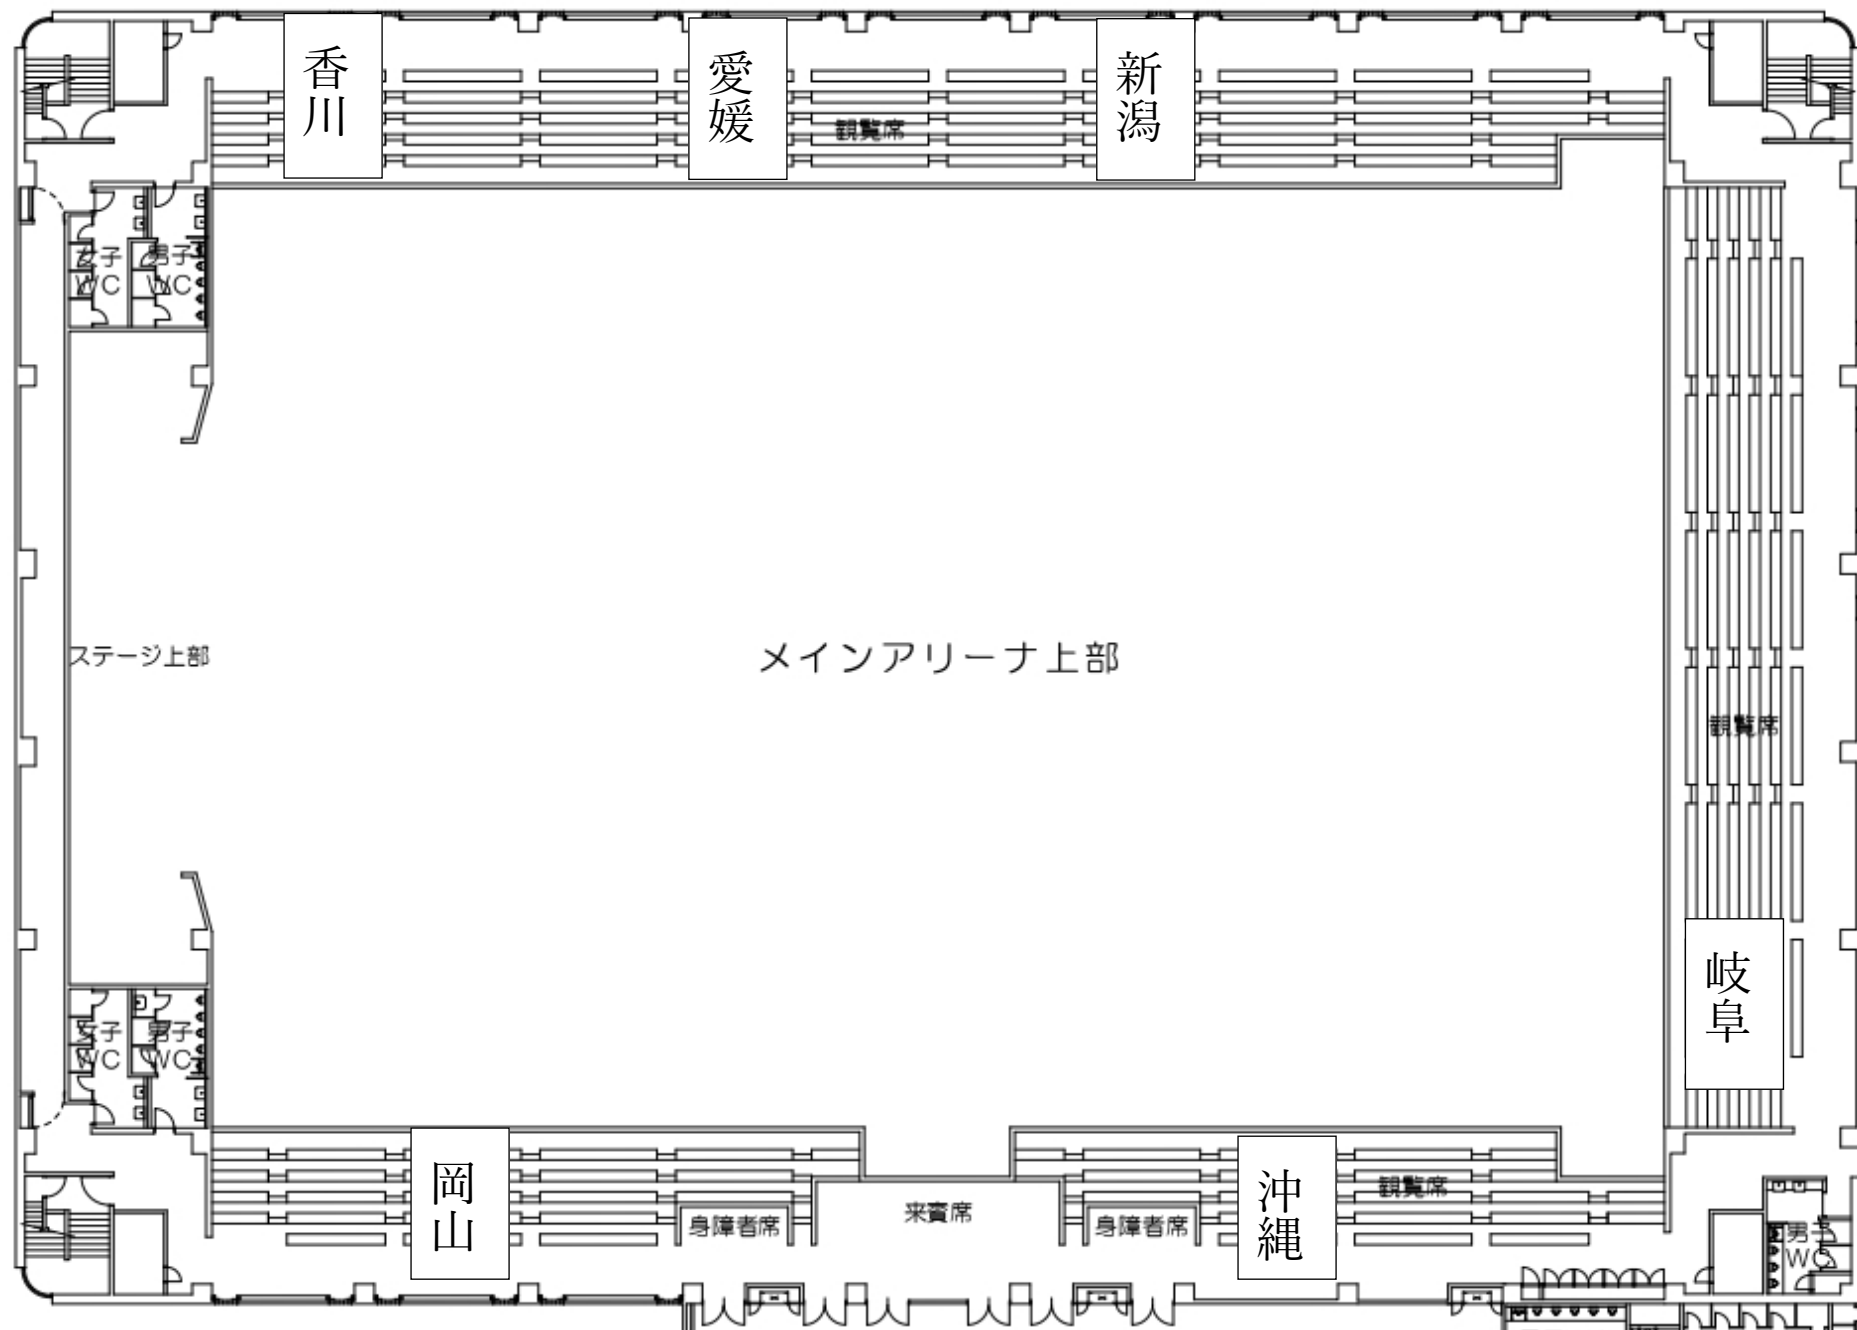 香川
愛媛
新潟
観覧席
女子
WC
男子
WC
ステージ上部
メインアリーナ上部
観覧席
岐阜
女子
WC
男子
WC
岡山
身障者席
来賓席
身障者席
沖縄
観覧席
男子
WC